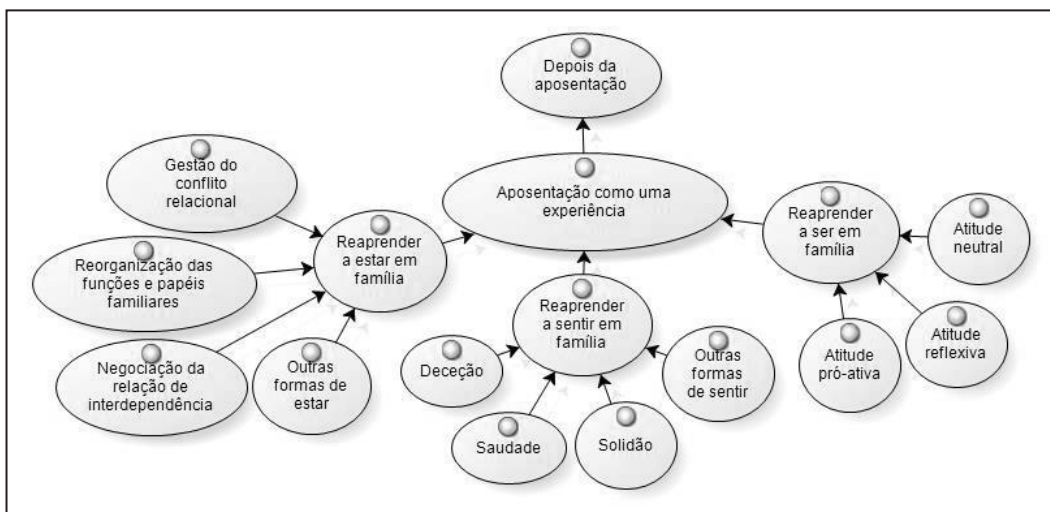 Depois da
aposentação
Gestão do
conflito
relacional
Aposentação como uma
experiência
Reaprender
a estar em
família
Reaprender
a ser em
família
Atitude
neutral
Reorganização das
funções e papéis
familiares
Reaprender
a sentir em
família
Negociação da
relação de
interdependência
Outras
formas de
estar
Deceção
Outras
formas
de sentir
Atitude
pró-ativa
Atitude
reflexiva
Saudade
Solidão